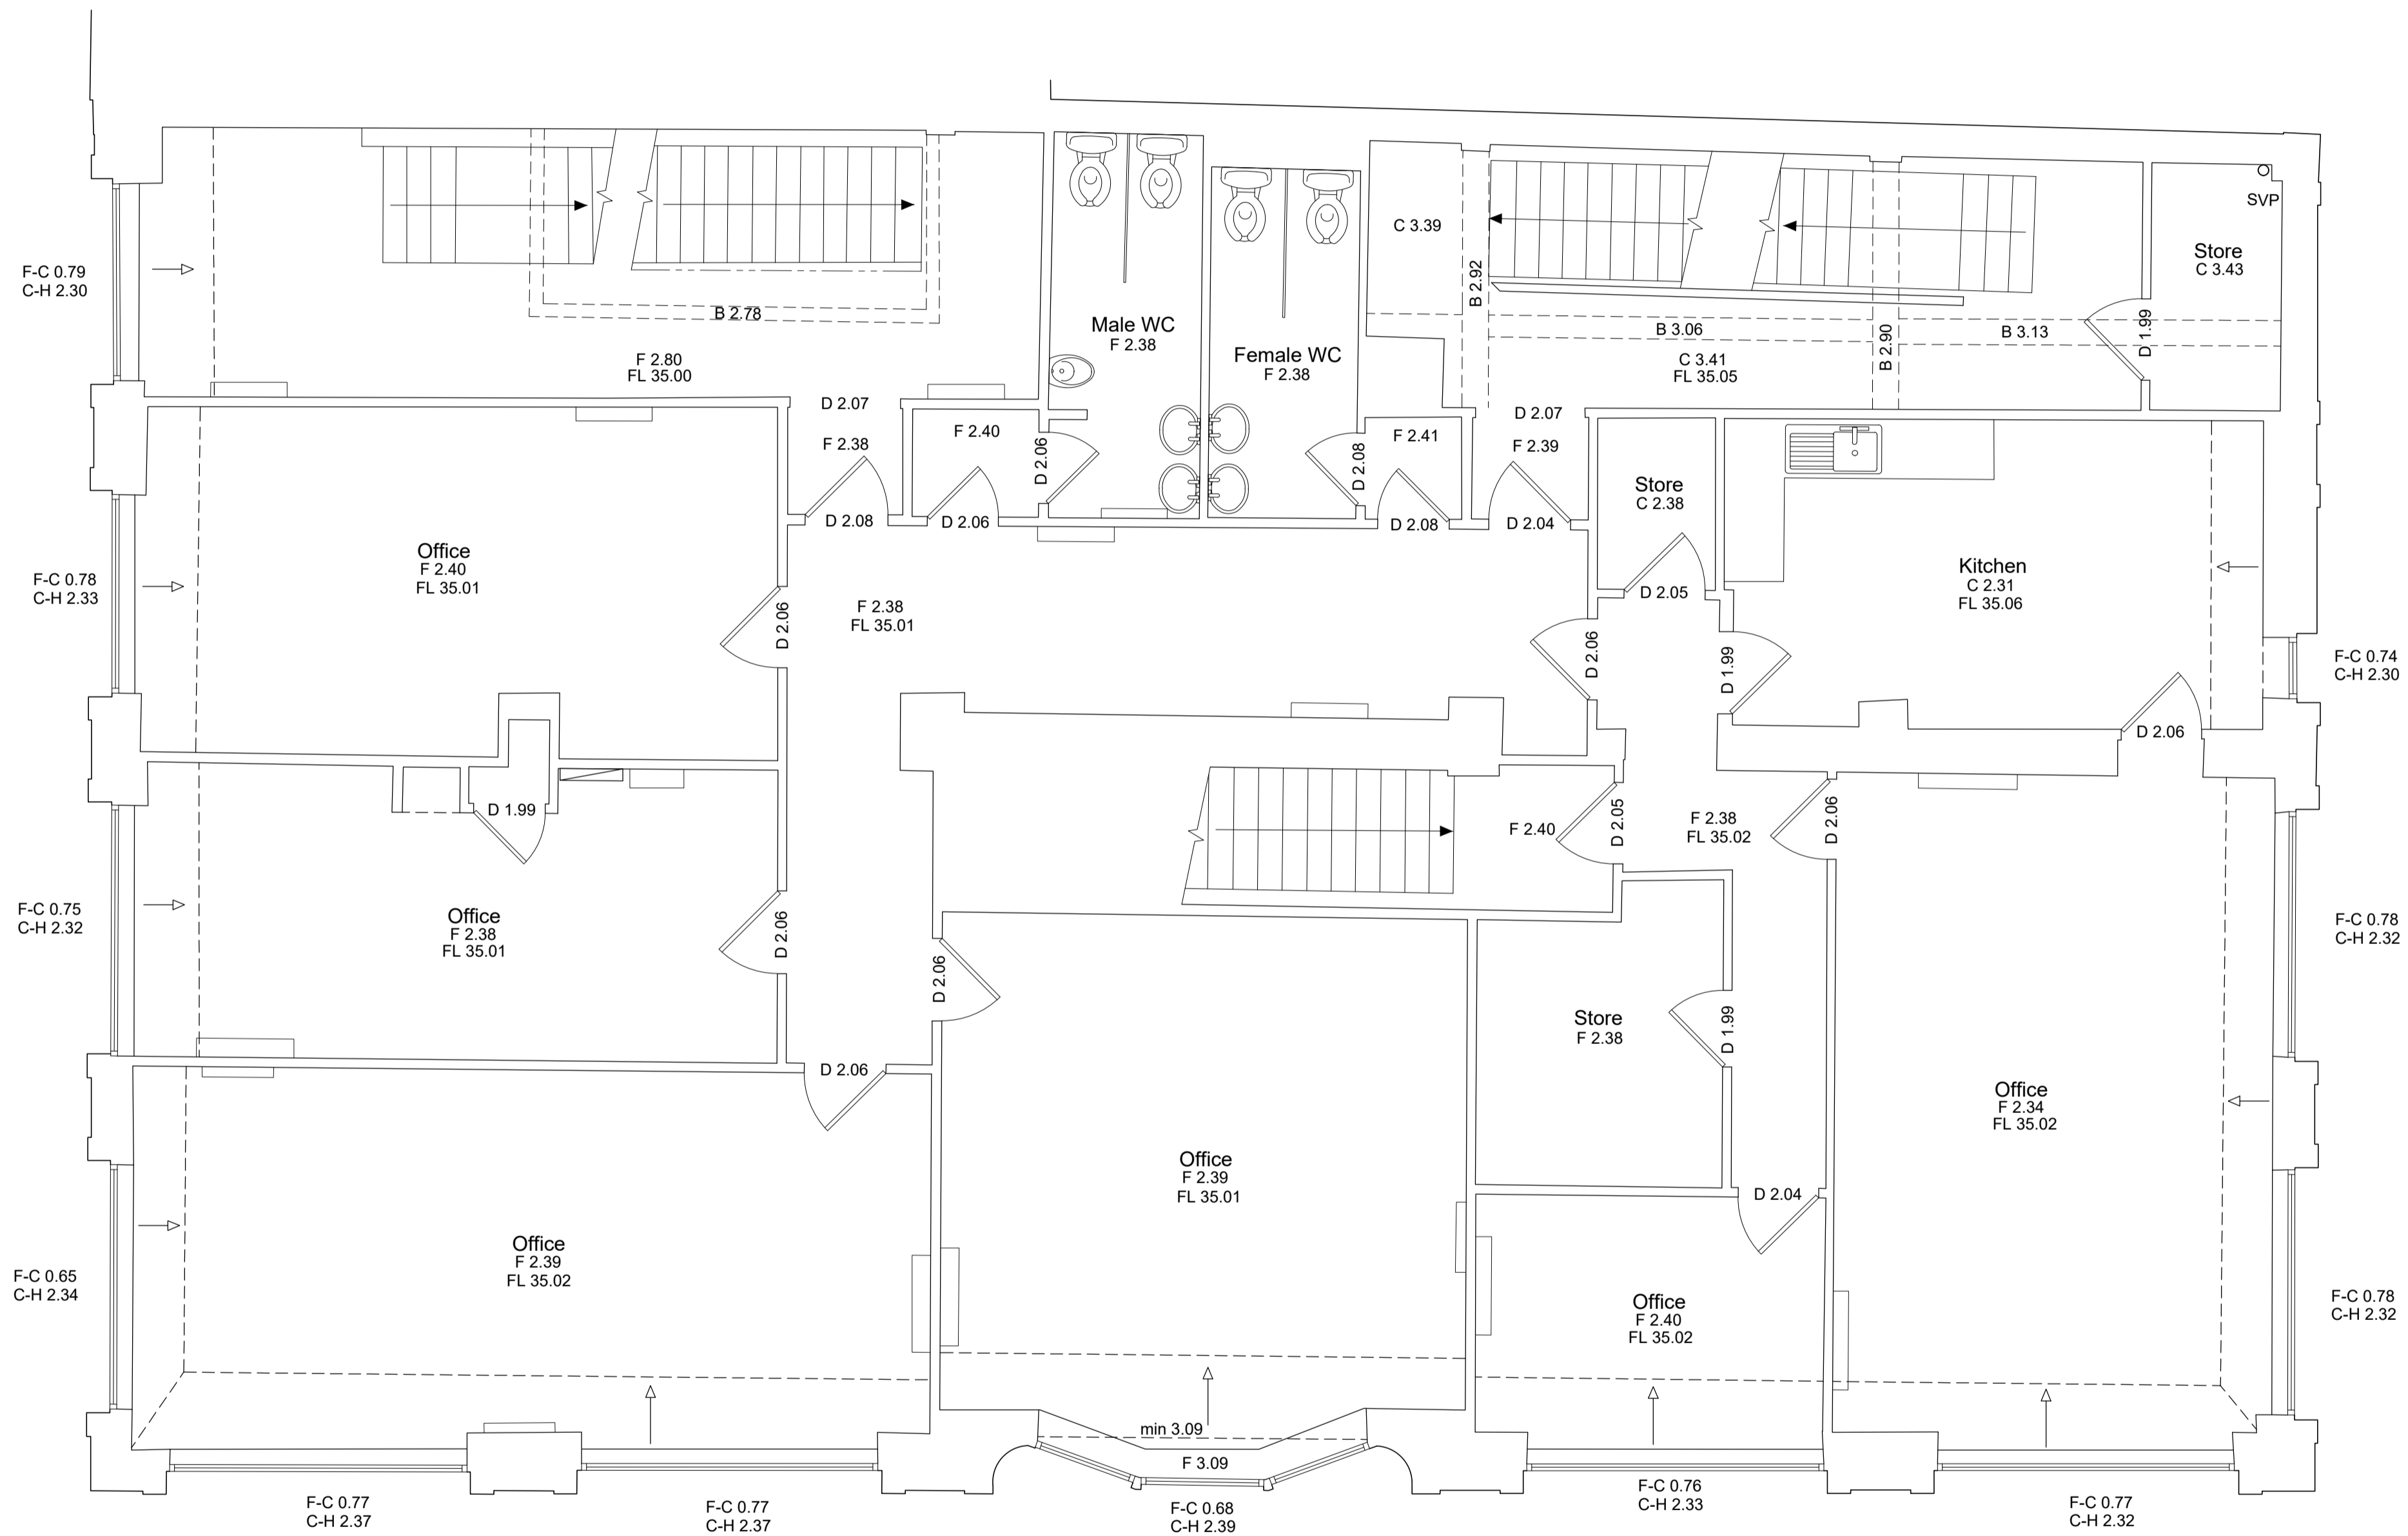 SVP
C 3.39
Store
C 3.43
F-C 0.79
C-H 2.30
B 2.92
B 2.78
Male WC
F 2.38
B 3.06
B 3.13
D 1.99
B 2.90
Female WC
F 2.38
F 2.80
FL 35.00
C 3.41
FL 35.05
D 2.07
D 2.07
F 2.38
F 2.40
D 2.06
D 2.08
F 2.41
F 2.39
Store
C 2.38
D 2.08
D 2.06
D 2.08
D 2.04
Office
F 2.40
FL 35.01
F-C 0.78
C-H 2.33
Kitchen
C 2.31
FL 35.06
D 2.05
F 2.38
FL 35.01
D 2.06
D 2.06
D 1.99
F-C 0.74
C-H 2.30
D 2.06
D 1.99
F 2.40
D 2.05
F 2.38
FL 35.02
D 2.06
F-C 0.75
C-H 2.32
Office
F 2.38
FL 35.01
D 2.06
D 2.06
F-C 0.78
C-H 2.32
Store
F 2.38
D 1.99
D 2.06
Office
F 2.34
FL 35.02
Office
F 2.39
FL 35.01
D 2.04
Office
F 2.39
FL 35.02
F-C 0.65
C-H 2.34
Office
F 2.40
FL 35.02
F-C 0.78
C-H 2.32
min 3.09
F 3.09
F-C 0.77
C-H 2.37
F-C 0.77
C-H 2.37
F-C 0.68
C-H 2.39
F-C 0.76
C-H 2.33
F-C 0.77
C-H 2.32